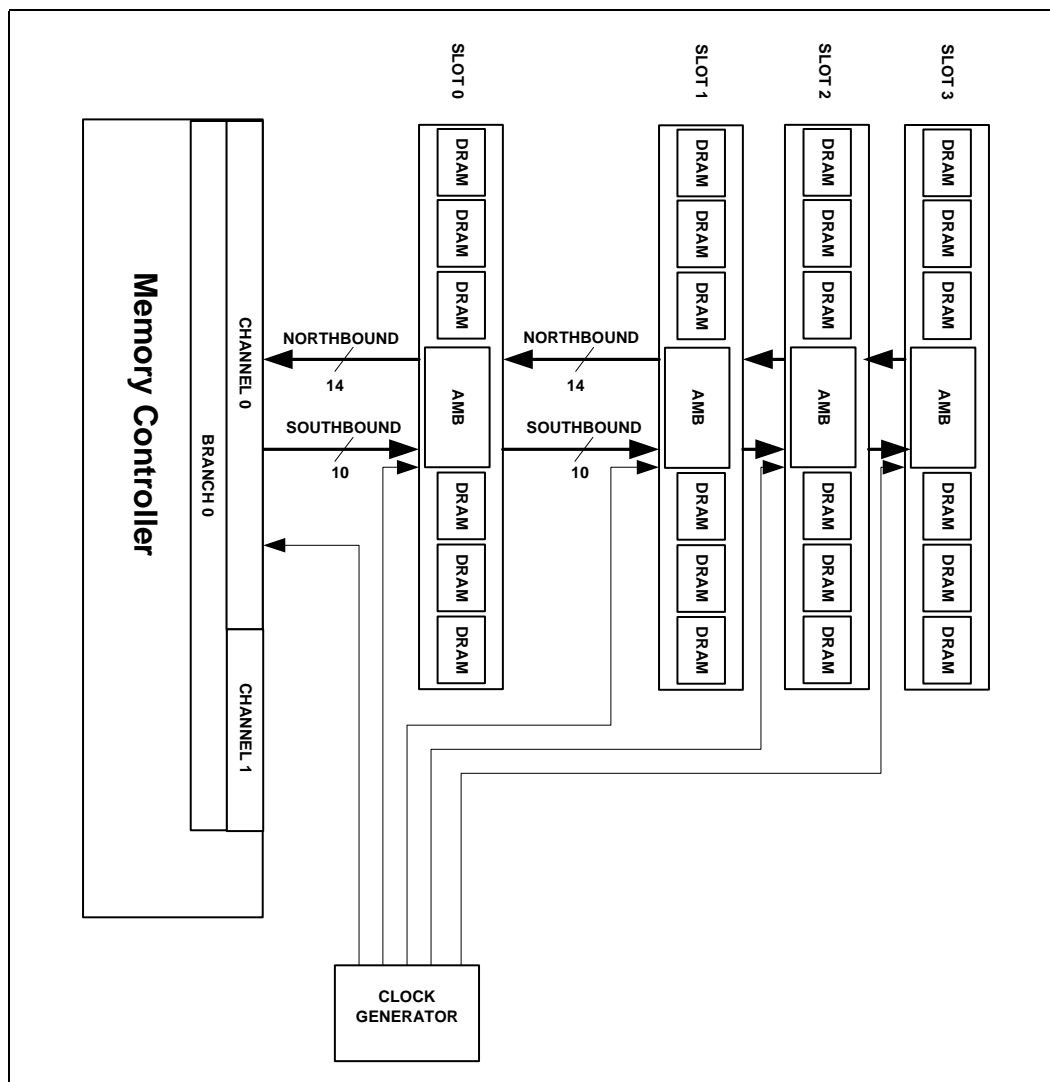 SLOT 0
SLOT 1
SLOT 2
SLOT 3
DRAM
DRAM
DRAM
DRAM
DRAM
DRAM
DRAM
DRAM
DRAM
DRAM
DRAM
DRAM
Memory Controller
BRANCH 0
CHANNEL 0
CHANNEL 1
NORTHBOUND
14
SOUTHBOUND
10
NORTHBOUND
14
SOUTHBOUND
10
AMB
AMB
AMB
AMB
DRAM
DRAM
DRAM
DRAM
DRAM
DRAM
DRAM
DRAM
DRAM
DRAM
DRAM
DRAM
CLOCK
GENERATOR